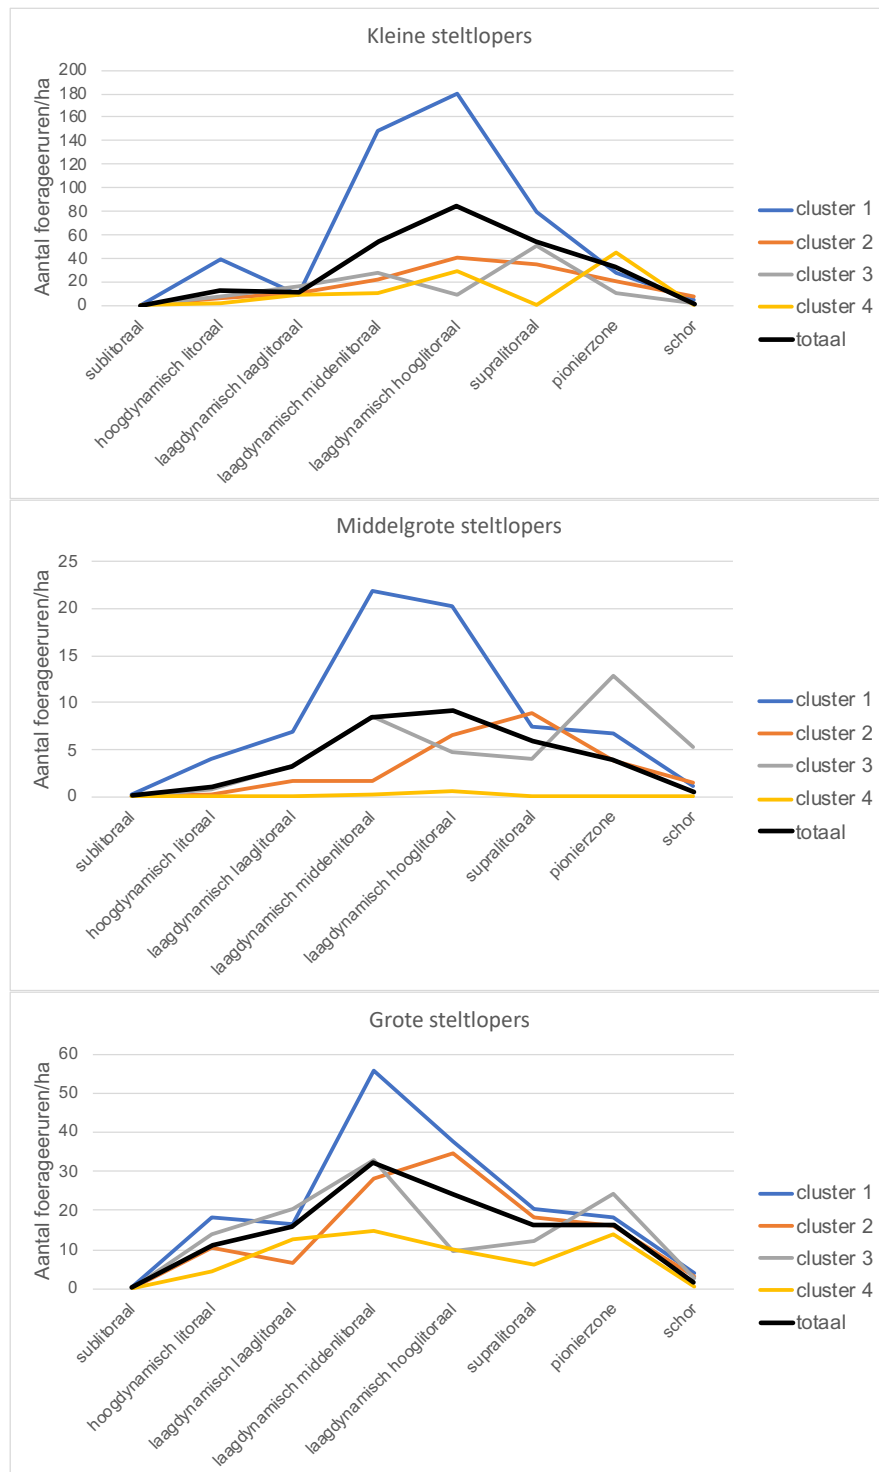 Kleine steltlopers
Aantal foerageeruren/ha
200
180
160
140
120
100
80
60
40
20
0
sublitoraal
hoogdynamisch litoraal
laagdynamisch laaglitoraal
laagdynamisch middenlitoraal
laagdynamisch hooglitoraal
supralitoraal
pionierzone
schor
cluster 1
cluster 2
cluster 3
cluster 4
totaal
Middelgrote steltlopers
Aantal foerageeruren/ha
25
20
15
10
5
0
sublitoraal
hoogdynamisch litoraal
laagdynamisch laaglitoraal
laagdynamisch middenlitoraal
laagdynamisch hooglitoraal
supralitoraal
pionierzone
schor
cluster 1
cluster 2
cluster 3
cluster 4
totaal
Grote steltlopers
Aantal foerageeruren/ha
60
50
40
30
20
10
0
sublitoraal
hoogdynamisch litoraal
laagdynamisch laaglitoraal
laagdynamisch middenlitoraal
laagdynamisch hooglitoraal
supralitoraal
pionierzone
schor
cluster 1
cluster 2
cluster 3
cluster 4
totaal